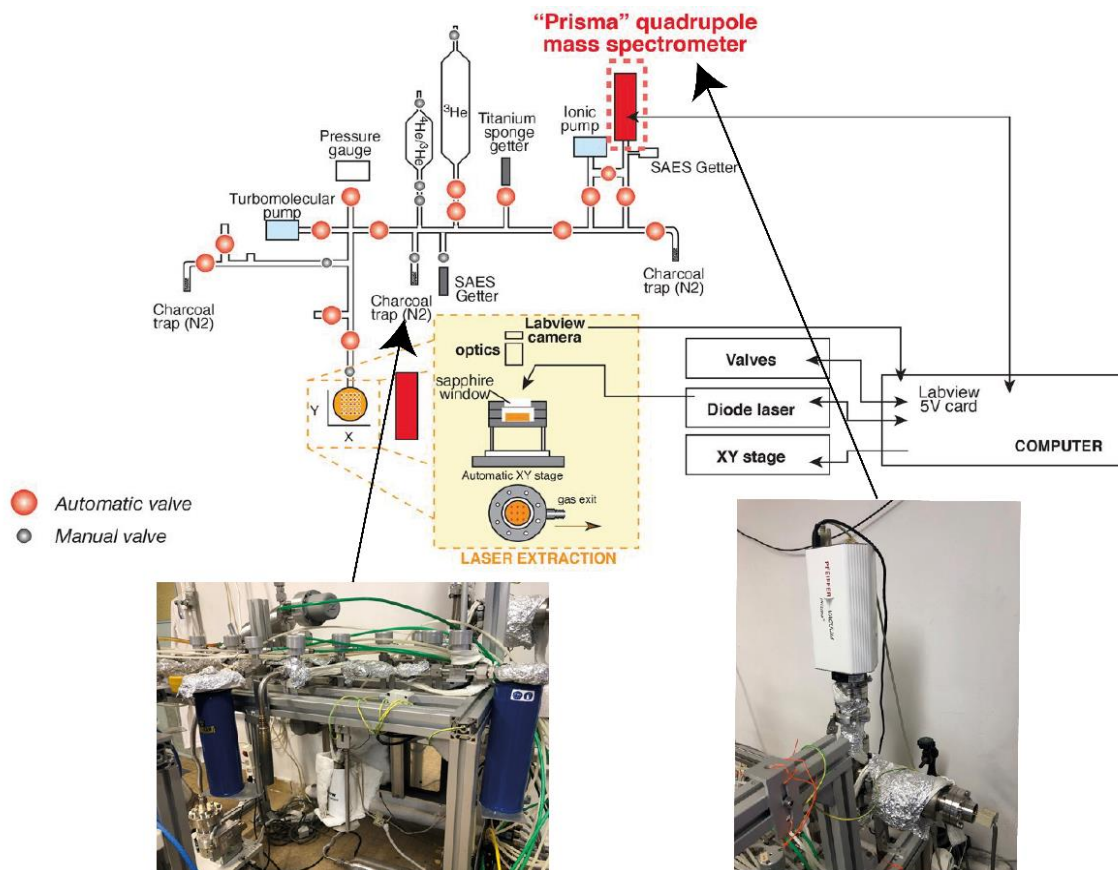 “Prisma” quadrupole
mass spectrometer
³He
⁴He/³He
Titanium
sponge
getter
Ionic
pump
Pressure
gauge
SAES Getter
Turbomolecular
pump
Charcoal
trap (N2)
Charcoal
trap (N2)
SAES
Getter
Charcoal
trap (N2)
Labview
camera
optics
sapphire
window
Y
X
Automatic XY stage
gas exit
LASER EXTRACTION
Valves
Diode laser
XY stage
Labview
5V card
COMPUTER
Automatic valve
Manual valve
PFEIFFER
VACUUM